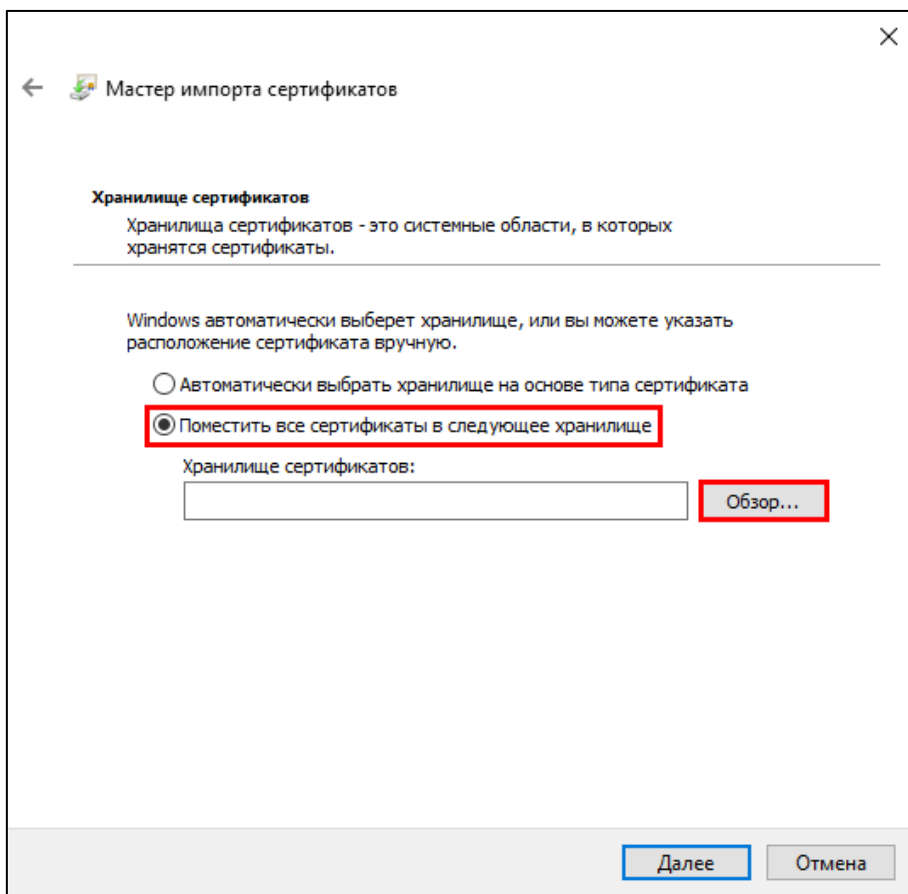 Мастер импорта сертификатов
Хранилище сертификатов
Хранилища сертификатов - это системные области, в которых
хранятся сертификаты.
Windows автоматически выберет хранилище, или вы можете указать
расположение сертификата вручную.
Автоматически выбрать хранилище на основе типа сертификата
Поместить все сертификаты в следующее хранилище
Хранилище сертификатов:
Обзор...
Далее
Отмена